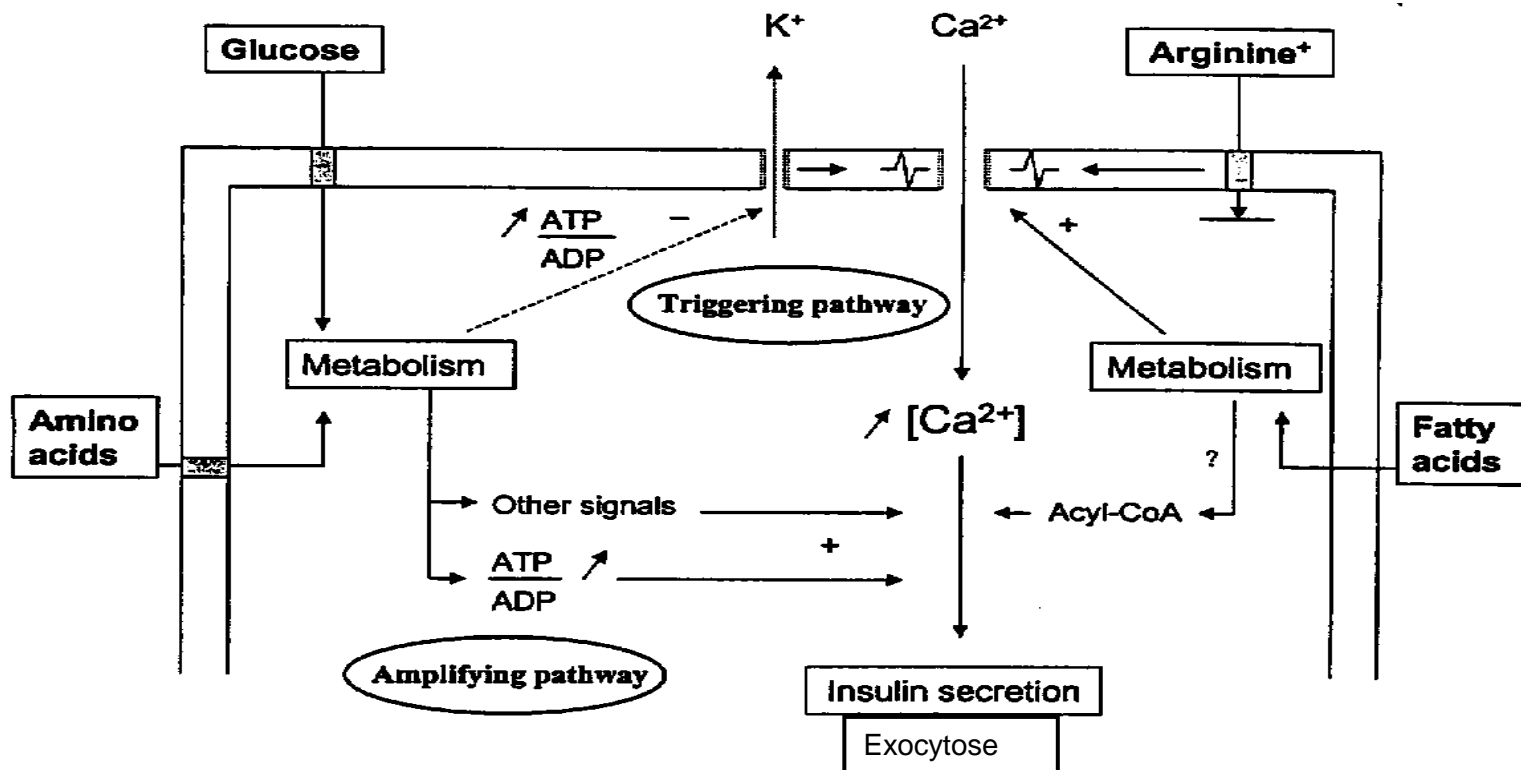 K⁺
Ca²⁺
Glucose
Arginine⁺
ATP
ADP
−
+
Triggering pathway
Metabolism
Metabolism
Amino
acids
[Ca²⁺]
Fatty
acids
?
Other signals
Acyl-CoA
+
ATP
ADP
Amplifying pathway
Insulin secretion
Exocytose